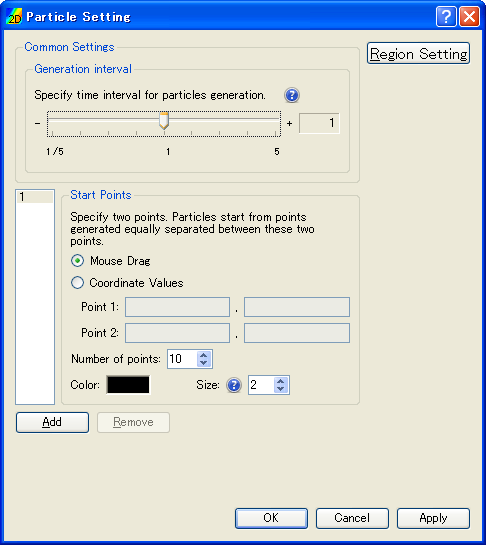 2D Particle Setting
Common Settings
Region Setting
Generation interval
Specify time interval for particles generation. ?
- + 1
1/5 1 5
1
Start Points
Specify two points. Particles start from points
generated equally separated between these two
points.
Mouse Drag
Coordinate Values
Point 1: ,
Point 2: ,
Number of points: 10
Color: Size: ? 2
Add Remove
OK Cancel Apply